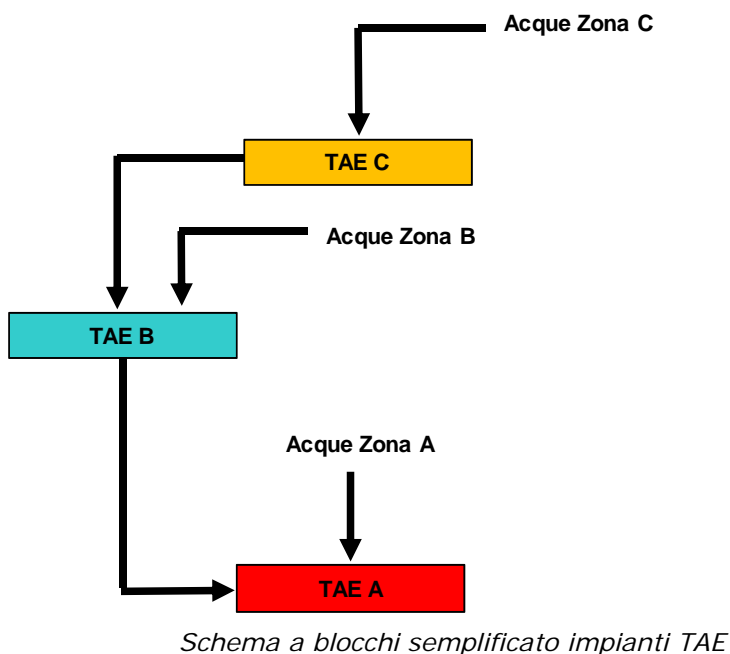 Acque Zona C
TAE C
Acque Zona B
TAE B
Acque Zona A
TAE A
Schema a blocchi semplificato impianti TAE